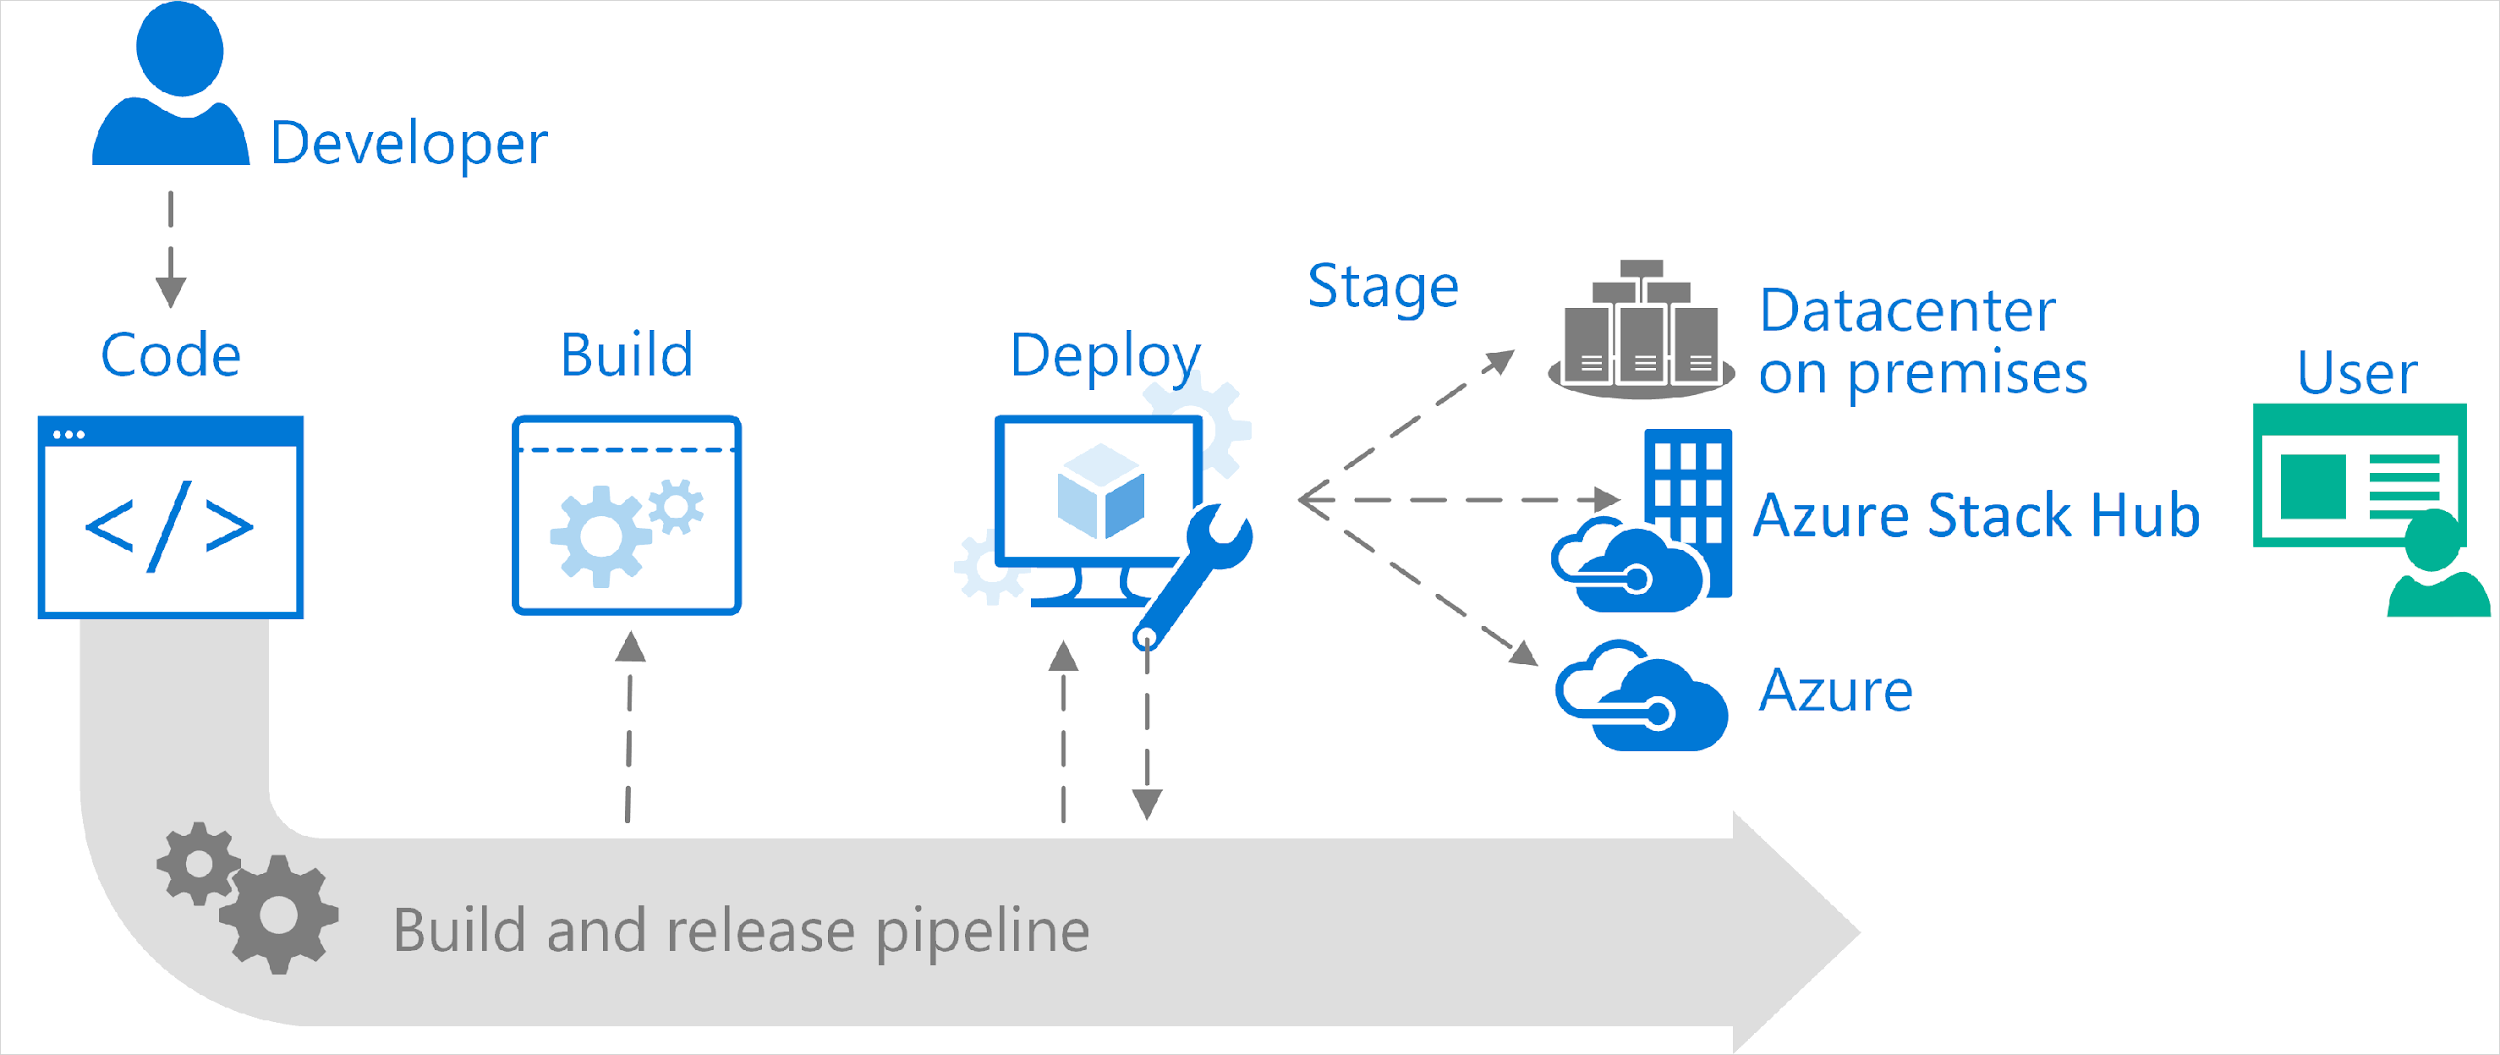 Developer
Code
Build
Deploy
Stage
Datacenter
on premises
Azure Stack Hub
Azure
User
</>
Build and release pipeline